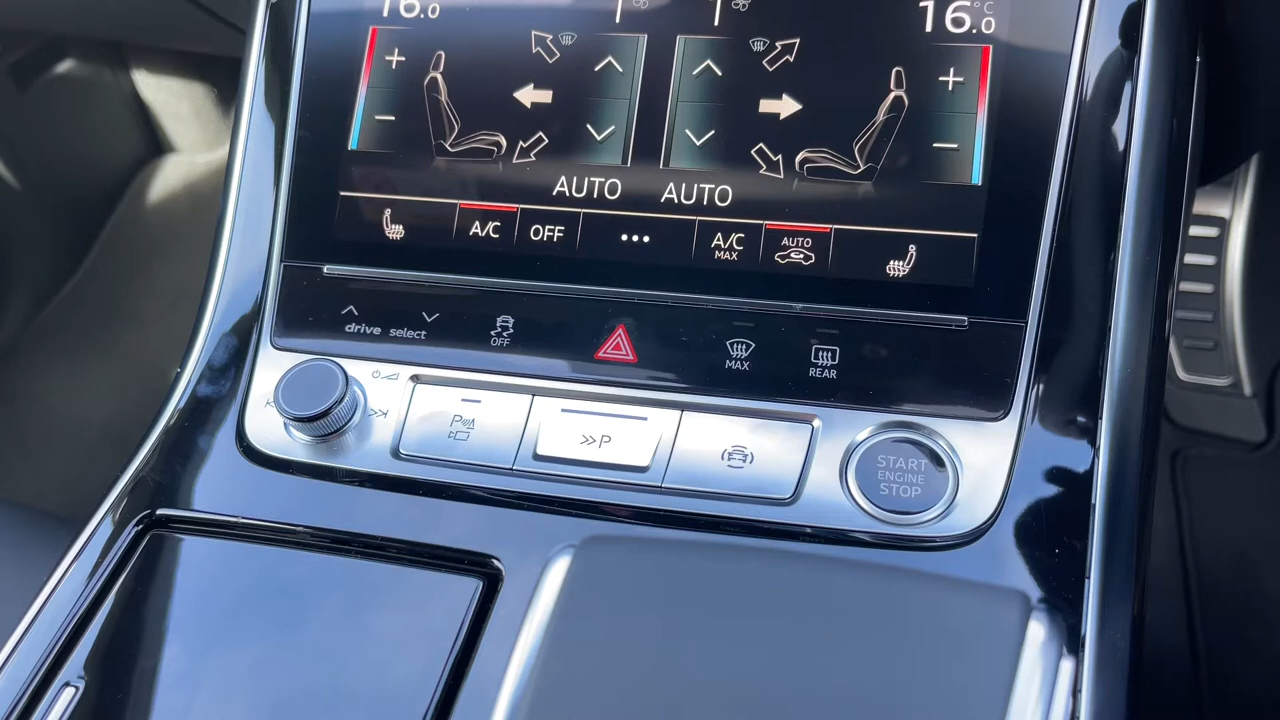 16.0
16.0 °C
AUTO AUTO
A/C OFF ••• A/C MAX AUTO
drive select
OFF
MAX
REAR
P
>>P
START
ENGINE
STOP